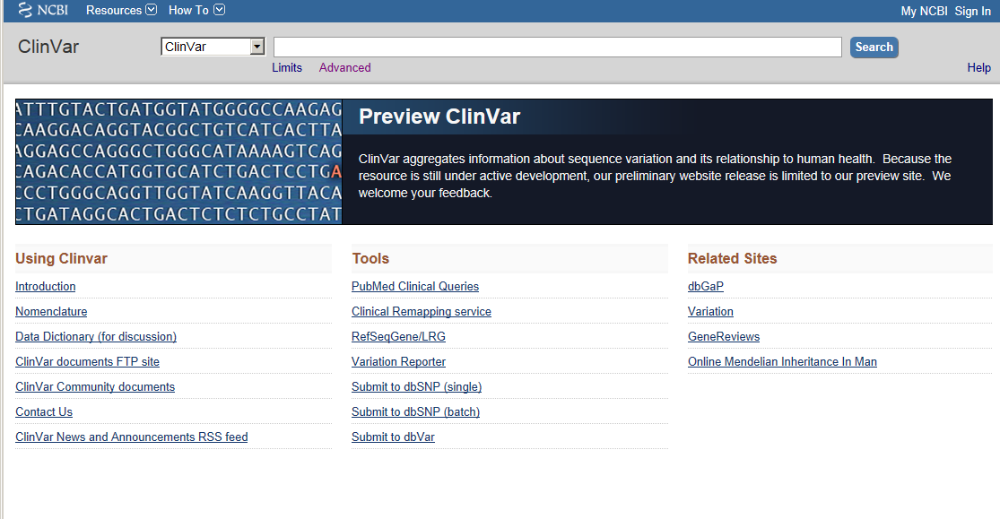 NCBI Resources How To My NCBI Sign In
ClinVar ClinVar Search
Limits Advanced Help
ATTTGTACTGATGGTATGGGGCCAAGAG
CAAGGACAGGTACGGCTGTCATCACTTA
AGGAGCCAGGGCTGGGCATAAAAGTCAG
CAGACACCATGGTGCATCTGACTCCTGA
CCCTGGGCAGGTTGGTATCAAGGTTACA
CTGATAGGCACTGACTCTCTCTGCCTAT
Preview ClinVar
ClinVar aggregates information about sequence variation and its relationship to human health. Because the
resource is still under active development, our preliminary website release is limited to our preview site. We
welcome your feedback.
Using Clinvar
Introduction
Nomenclature
Data Dictionary (for discussion)
ClinVar documents FTP site
ClinVar Community documents
Contact Us
ClinVar News and Announcements RSS feed
Tools
PubMed Clinical Queries
Clinical Remapping service
RefSeqGene/LRG
Variation Reporter
Submit to dbSNP (single)
Submit to dbSNP (batch)
Submit to dbVar
Related Sites
dbGaP
Variation
GeneReviews
Online Mendelian Inheritance In Man